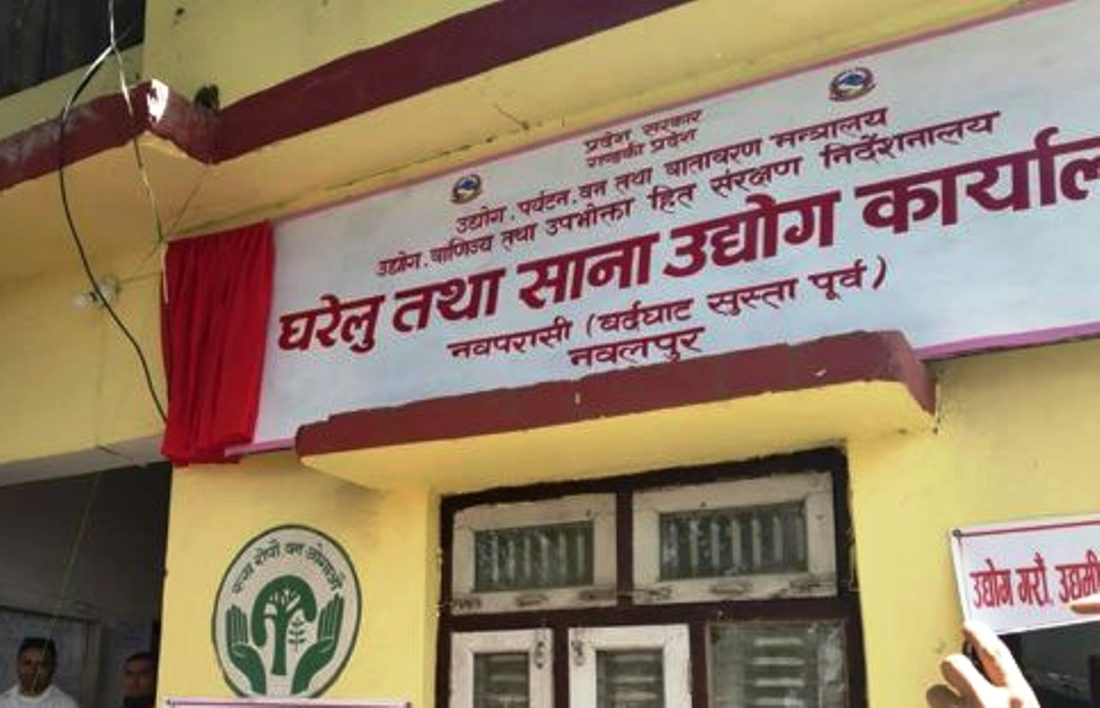 प्रदेश सरकार
गण्डकी प्रदेश
उद्योग, पर्यटन, वन तथा वातावरण मन्त्रालय
उद्योग, वाणिज्य तथा उपभोक्ता हित संरक्षण निर्देशनालय
घरेलु तथा साना उद्योग कार्याल
नवपरासी (बर्दघाट सुस्ता पूर्व)
नवलपुर
रोपौं वन
उद्योग गरौं, उद्यमी